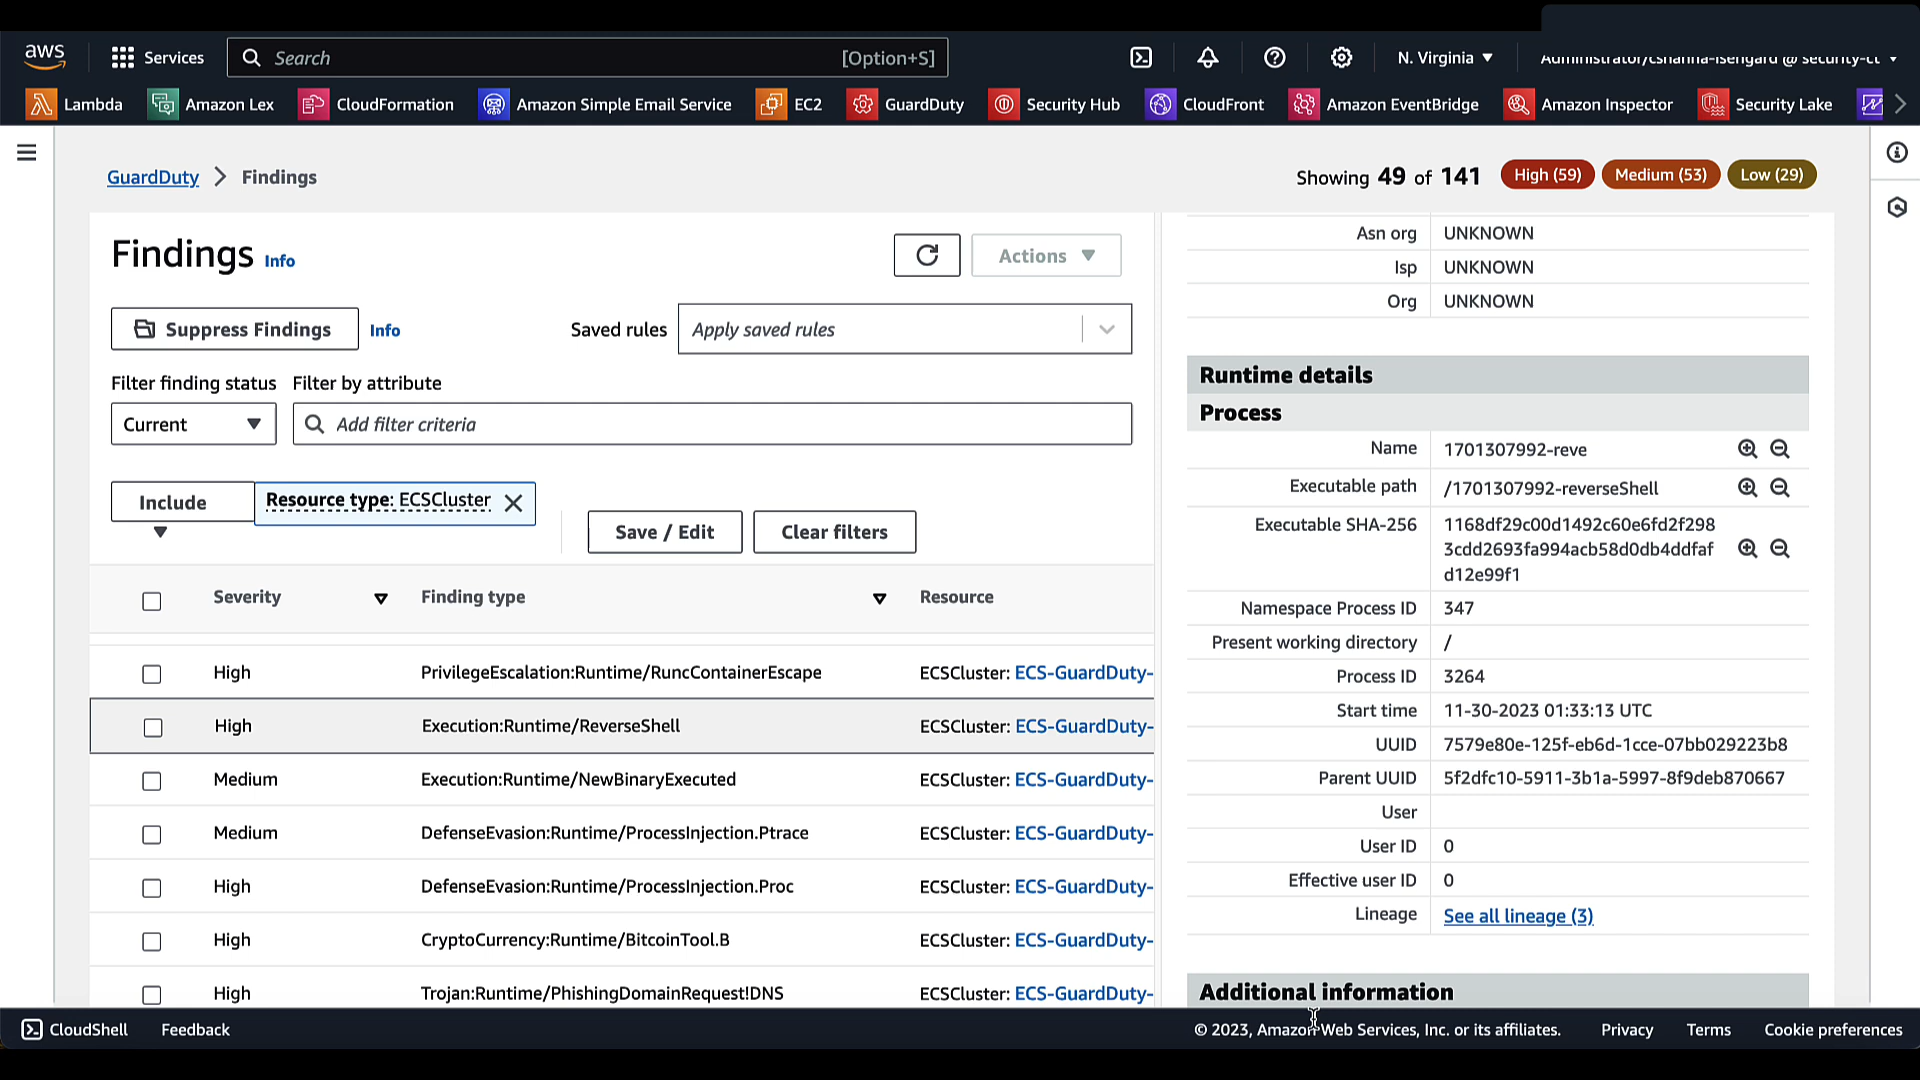 aws
Services
Search
[Option+S]
N. Virginia
Lambda
Amazon Lex
CloudFormation
Amazon Simple Email Service
EC2
GuardDuty
Security Hub
CloudFront
Amazon EventBridge
Amazon Inspector
Security Lake
GuardDuty
Findings
Showing 49 of 141
High (59)
Medium (53)
Low (29)
Findings Info
Actions
Suppress Findings
Info
Saved rules
Apply saved rules
Filter finding status
Filter by attribute
Current
Add filter criteria
Include
Resource type: ECSCluster
Save / Edit
Clear filters
Severity
Finding type
Resource
High PrivilegeEscalation:Runtime/RuncContainerEscape ECSCluster: ECS-GuardDuty-
High Execution:Runtime/ReverseShell ECSCluster: ECS-GuardDuty-
Medium Execution:Runtime/NewBinaryExecuted ECSCluster: ECS-GuardDuty-
Medium DefenseEvasion:Runtime/ProcessInjection.Ptrace ECSCluster: ECS-GuardDuty-
High DefenseEvasion:Runtime/ProcessInjection.Proc ECSCluster: ECS-GuardDuty-
High CryptoCurrency:Runtime/BitcoinTool.B ECSCluster: ECS-GuardDuty-
High Trojan:Runtime/PhishingDomainRequest!DNS ECSCluster: ECS-GuardDuty-
Asn org UNKNOWN
Isp UNKNOWN
Org UNKNOWN
Runtime details
Process
Name 1701307992-reve
Executable path /1701307992-reverseShell
Executable SHA-256 1168df29c00d1492c60e6fd2f298
3cdd2693fa994acb58d0db4ddfaf
d12e99f1
Namespace Process ID 347
Present working directory /
Process ID 3264
Start time 11-30-2023 01:33:13 UTC
UUID 7579e80e-125f-eb6d-1cce-07bb029223b8
Parent UUID 5f2dfc10-5911-3b1a-5997-8f9deb870667
User
User ID 0
Effective user ID 0
Lineage See all lineage (3)
Additional information
CloudShell
Feedback
© 2023, Amazon Web Services, Inc. or its affiliates.
Privacy
Terms
Cookie preferences